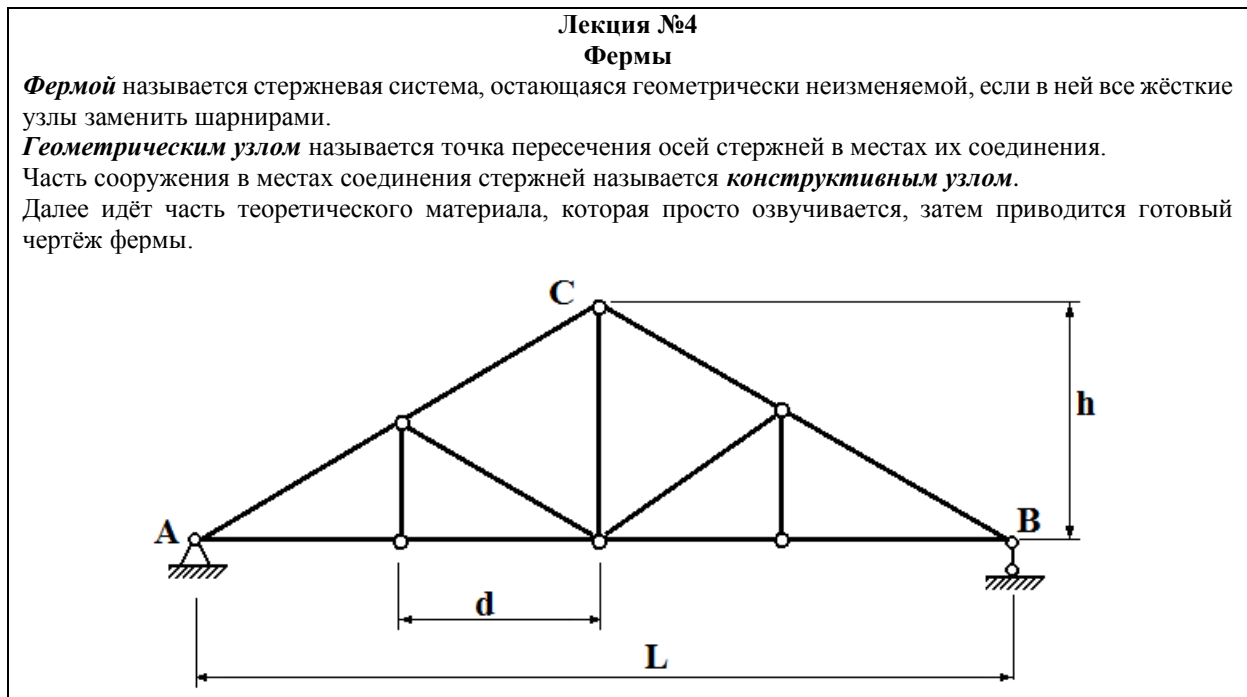 Лекция №4
Фермы
Фермой называется стержневая система, остающаяся геометрически неизменяемой, если в ней все жёсткие
узлы заменить шарнирами.
Геометрическим узлом называется точка пересечения осей стержней в местах их соединения.
Часть сооружения в местах соединения стержней называется конструктивным узлом.
Далее идёт часть теоретического материала, которая просто озвучивается, затем приводится готовый
чертёж фермы.
C
h
A
B
d
L